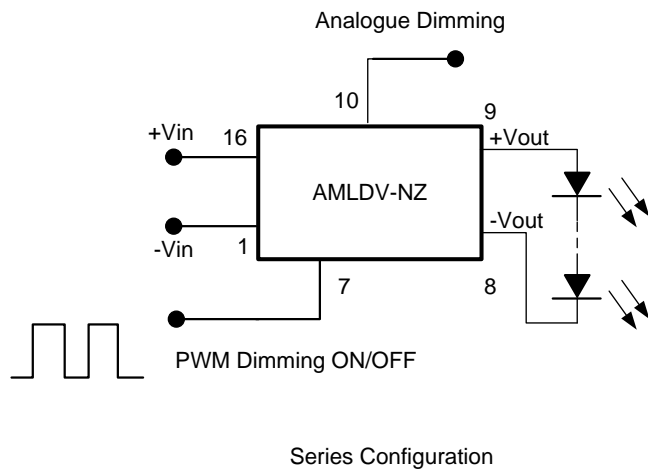 Analogue Dimming
10
9
+Vin
16
+Vout
AMLDV-NZ
-Vout
-Vin
1
7
8
PWM Dimming ON/OFF
Series Configuration